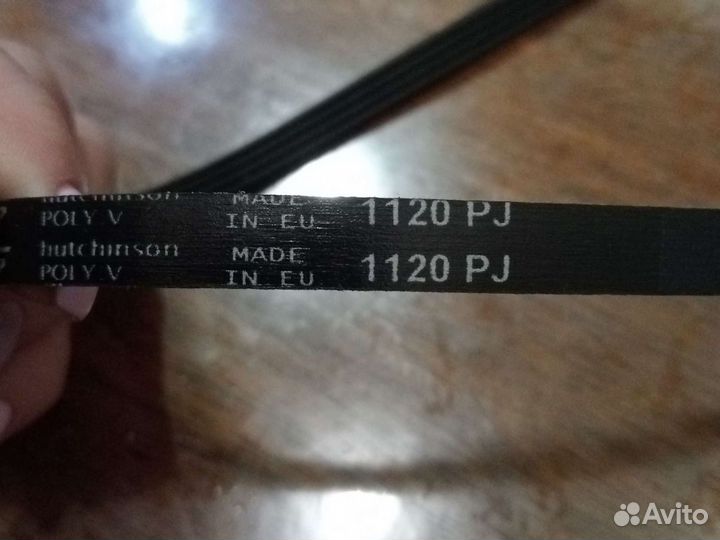 hutchinson MADE 1120 PJ
POLY V IN EU
hutchinson MADE 1120 PJ
POLY V IN EU
Avito